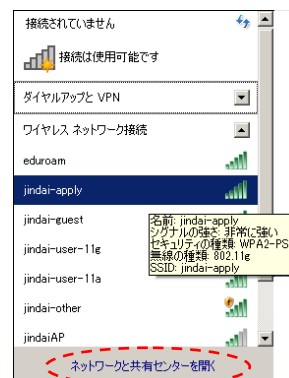 接続されていません
接続は使用可能です
ダイヤルアップと VPN
ワイヤレス ネットワーク接続
eduroam
jindai-apply
jindai-guest
名前: jindai-apply
シグナルの強さ: 非常に強い
セキュリティの種類: WPA2-PS
無線の種類: 802.11g
SSID: jindai-apply
jindai-user-11g
jindai-user-11a
jindai-other
jindaiAP
ネットワークと共有センターを開く